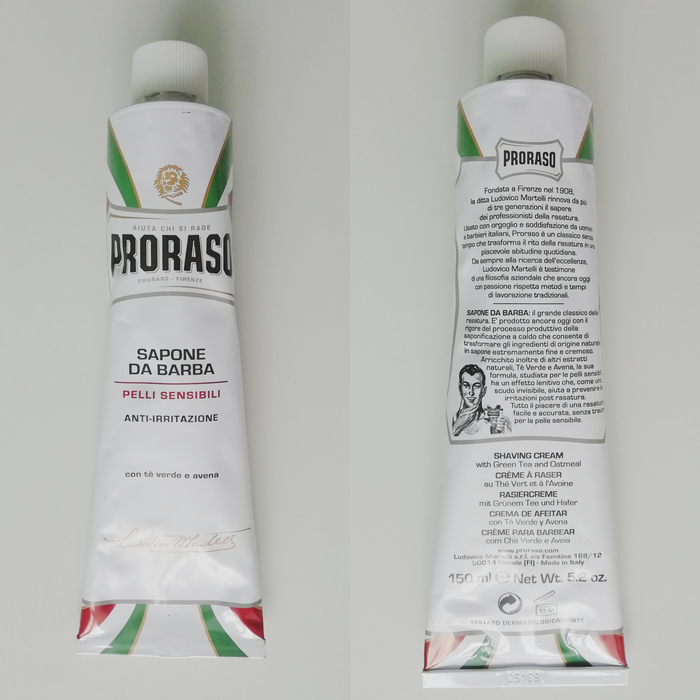 AIUTA CHI SI RADE
PRORASO
PRORASO - FIRENZE
SAPONE
DA BARBA
PELLI SENSIBILI
ANTI-IRRITAZIONE
con tè verde e avena
Ludovico Martelli
PRORASO
Fondata a Firenze nel 1908,
la ditta Ludovico Martelli rinnova da più
di tre generazioni il sapere
dei professionisti della rasatura.
Usato con orgoglio e soddisfazione da uomini
e barbieri italiani, Proraso è un classico senza
tempo che trasforma il rito della rasatura in una
piacevole abitudine quotidiana.
Da sempre alla ricerca dell'eccellenza,
Ludovico Martelli è testimone
di una filosofia aziendale che ancora oggi
con passione rispetta metodi e tempi
di lavorazione tradizionali.
SAPONE DA BARBA: il grande classico della
rasatura. E' prodotto ancora oggi con il
rigore del processo produttivo della
saponificazione a caldo che consente di
trasformare gli ingredienti di origine naturale
in sapone estremamente fine e cremoso.
Arricchito inoltre di altri estratti
naturali, Tè Verde e Avena, la sua
formula, studiata per le pelli sensibili
ha un effetto lenitivo che, come uno
scudo invisibile, aiuta a prevenire le
irritazioni post rasatura.
Tutto il piacere di una rasatura
facile e accurata, senza traumi
per la pelle sensibile.
SHAVING CREAM
with Green Tea and Oatmeal
CRÈME À RASER
au Thé Vert et à l'Avoine
RASIERCREME
mit Grünem Tee und Hafer
CREMA DE AFEITAR
con Tè Verde y Avena
CRÈME PARA BARBEAR
com Chá Verde e Aveia
www.proraso.com
Ludovico Martelli s.r.l. via Faentina 169/12
50014 Fiesole (FI) - Made in Italy
150 ml e Net Wt. 5.2 oz.
TESTATO DERMATOLOGICAMENTE